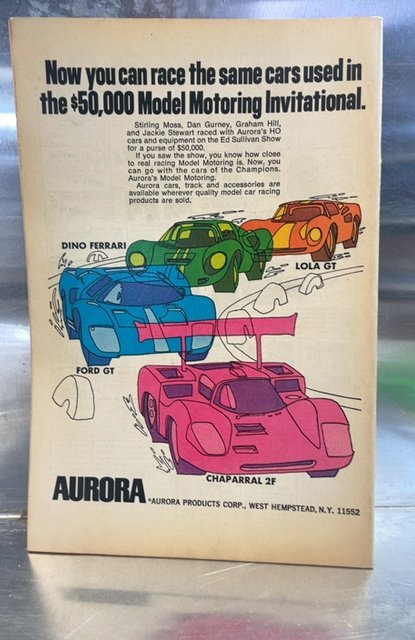 Now you can race the same cars used in
the $50,000 Model Motoring Invitational.
Stirling Moss, Dan Gurney, Graham Hill,
and Jackie Stewart raced with Aurora's HO
cars and equipment on the Ed Sullivan Show
for a purse of $50,000.
If you saw the show, you know how close
to real racing Model Motoring is. Now, you
can go with the cars of the Champions.
Aurora's Model Motoring.
Aurora cars, track and accessories are
available wherever quality model car racing
products are sold.
DINO FERRARI
LOLA GT
FORD GT
CHAPARRAL 2F
AURORA
*AURORA PRODUCTS CORP., WEST HEMPSTEAD, N.Y. 11552